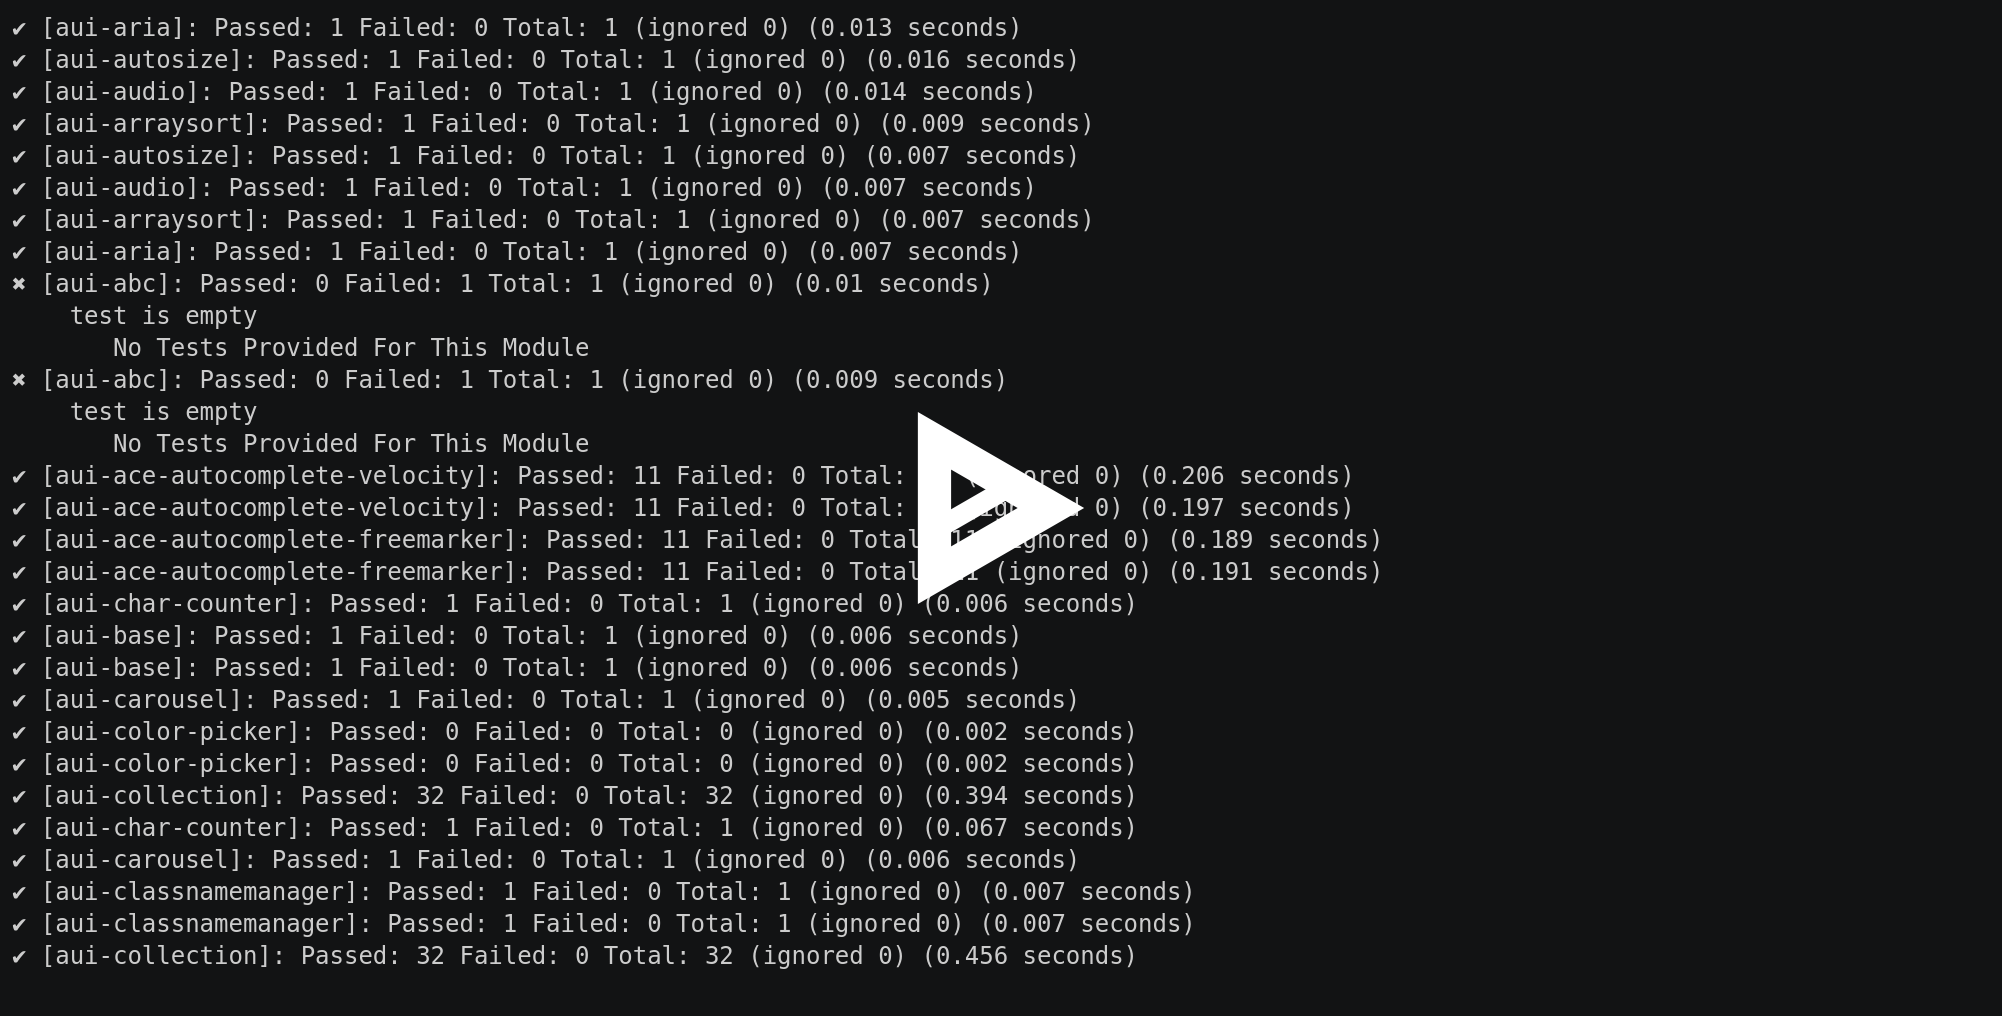 ✔ [aui-aria]: Passed: 1 Failed: 0 Total: 1 (ignored 0) (0.013 seconds)
✔ [aui-autosize]: Passed: 1 Failed: 0 Total: 1 (ignored 0) (0.016 seconds)
✔ [aui-audio]: Passed: 1 Failed: 0 Total: 1 (ignored 0) (0.014 seconds)
✔ [aui-arraysort]: Passed: 1 Failed: 0 Total: 1 (ignored 0) (0.009 seconds)
✔ [aui-autosize]: Passed: 1 Failed: 0 Total: 1 (ignored 0) (0.007 seconds)
✔ [aui-audio]: Passed: 1 Failed: 0 Total: 1 (ignored 0) (0.007 seconds)
✔ [aui-arraysort]: Passed: 1 Failed: 0 Total: 1 (ignored 0) (0.007 seconds)
✔ [aui-aria]: Passed: 1 Failed: 0 Total: 1 (ignored 0) (0.007 seconds)
✖ [aui-abc]: Passed: 0 Failed: 1 Total: 1 (ignored 0) (0.01 seconds)
test is empty
No Tests Provided For This Module
✖ [aui-abc]: Passed: 0 Failed: 1 Total: 1 (ignored 0) (0.009 seconds)
test is empty
No Tests Provided For This Module
✔ [aui-ace-autocomplete-velocity]: Passed: 11 Failed: 0 Total: 0) (0.206 seconds)
✔ [aui-ace-autocomplete-velocity]: Passed: 11 Failed: 0 Total: 0) (0.197 seconds)
✔ [aui-ace-autocomplete-freemarker]: Passed: 11 Failed: 0 Total 11 (ignored 0) (0.189 seconds)
✔ [aui-ace-autocomplete-freemarker]: Passed: 11 Failed: 0 Total (ignored 0) (0.191 seconds)
✔ [aui-char-counter]: Passed: 1 Failed: 0 Total: 1 (ignored 0) (0.006 seconds)
✔ [aui-base]: Passed: 1 Failed: 0 Total: 1 (ignored 0) (0.006 seconds)
✔ [aui-base]: Passed: 1 Failed: 0 Total: 1 (ignored 0) (0.006 seconds)
✔ [aui-carousel]: Passed: 1 Failed: 0 Total: 1 (ignored 0) (0.005 seconds)
✔ [aui-color-picker]: Passed: 0 Failed: 0 Total: 0 (ignored 0) (0.002 seconds)
✔ [aui-color-picker]: Passed: 0 Failed: 0 Total: 0 (ignored 0) (0.002 seconds)
✔ [aui-collection]: Passed: 32 Failed: 0 Total: 32 (ignored 0) (0.394 seconds)
✔ [aui-char-counter]: Passed: 1 Failed: 0 Total: 1 (ignored 0) (0.067 seconds)
✔ [aui-carousel]: Passed: 1 Failed: 0 Total: 1 (ignored 0) (0.006 seconds)
✔ [aui-classnamemanager]: Passed: 1 Failed: 0 Total: 1 (ignored 0) (0.007 seconds)
✔ [aui-classnamemanager]: Passed: 1 Failed: 0 Total: 1 (ignored 0) (0.007 seconds)
✔ [aui-collection]: Passed: 32 Failed: 0 Total: 32 (ignored 0) (0.456 seconds)